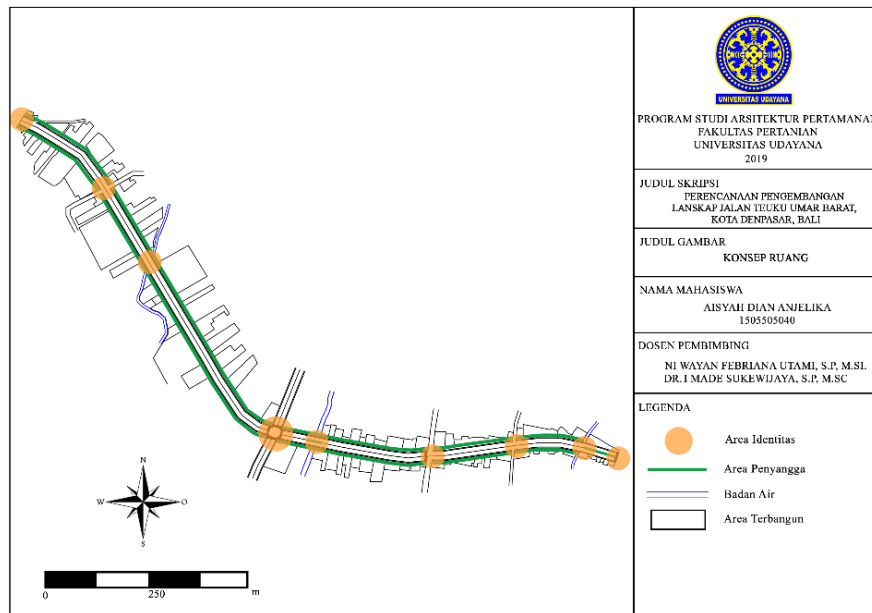 UNIVERSITAS UDAYANA
PROGRAM STUDI ARSITEKTUR PERTAMANAN
FAKULTAS PERTANIAN
UNIVERSITAS UDAYANA
2019
JUDUL SKRIPSI
PERENCANAAN PENGEMBANGAN
LANSKAP JALAN TEUKU UMAR BARAT,
KOTA DENPASAR, BALI
JUDUL GAMBAR
KONSEP RUANG
NAMA MAHASISWA
AISYAH DIAN ANJELIKA
1505505040
DOSEN PEMBIMBING
NI WAYAN FEBRIANA UTAMI, S.P, M.SI.
DR.I MADE SUKEWIJAYA, S.P, M.SC
LEGENDA
Area Identitas
Area Penyangga
Badan Air
Area Terbangun
N
W
O
S
0
250
m